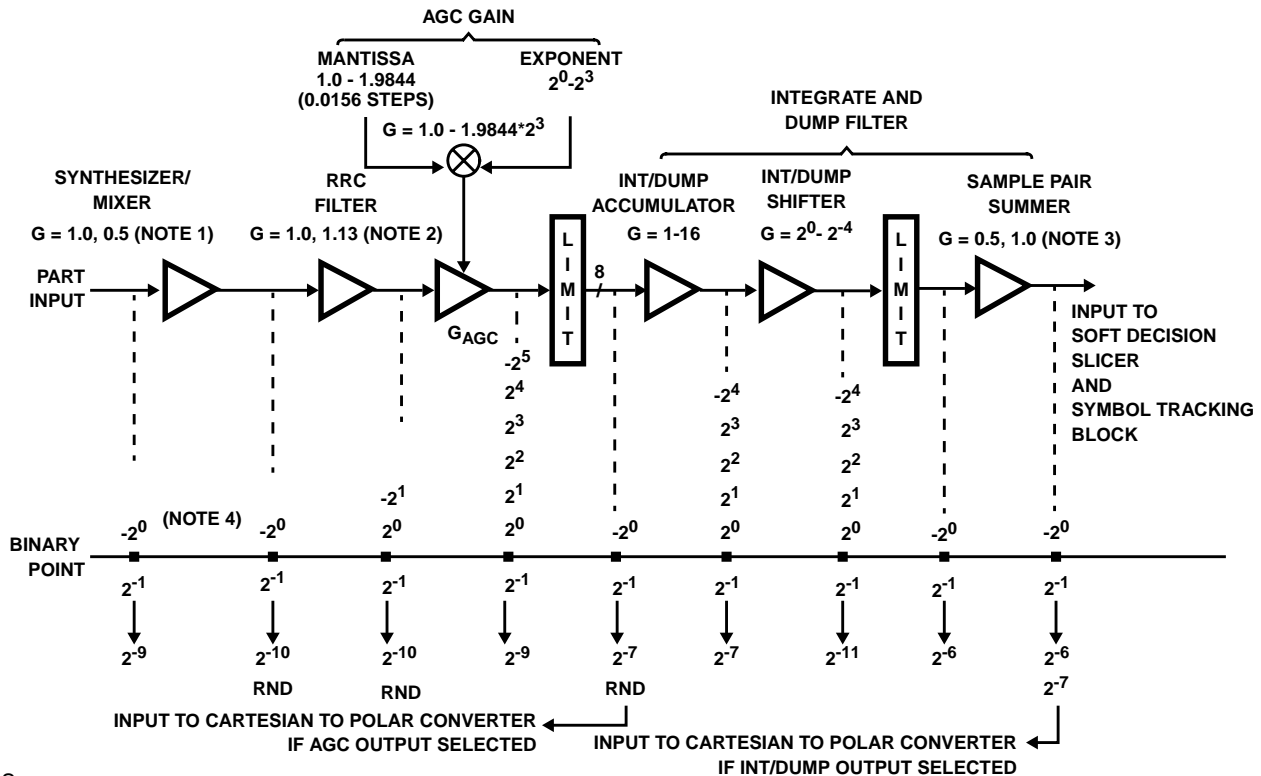 AGC GAIN
MANTISSA
1.0 - 1.9844
(0.0156 STEPS)
EXPONENT
2^0-2^3
G = 1.0 - 1.9844*2^3
INTEGRATE AND
DUMP FILTER
SYNTHESIZER/
MIXER
G = 1.0, 0.5 (NOTE 1)
RRC
FILTER
G = 1.0, 1.13 (NOTE 2)
INT/DUMP
ACCUMULATOR
G = 1-16
INT/DUMP
SHIFTER
G = 2^0- 2^-4
SAMPLE PAIR
SUMMER
G = 0.5, 1.0 (NOTE 3)
PART
INPUT
G_AGC
LIMIT
8
/
LIMIT
INPUT TO
SOFT DECISION
SLICER
AND
SYMBOL TRACKING
BLOCK
-2^5
2^4 -2^4 -2^4
2^3 2^3 2^3
2^2 2^2 2^2
-2^1 2^1 2^1 2^1
-2^0 (NOTE 4) -2^0 2^0 2^0 -2^0 2^0 2^0 -2^0 -2^0
BINARY
POINT
2^-1 2^-1 2^-1 2^-1 2^-1 2^-1 2^-1 2^-1 2^-1
2^-9 2^-10 2^-10 2^-9 2^-7 2^-7 2^-11 2^-6 2^-6
RND RND RND 2^-7
INPUT TO CARTESIAN TO POLAR CONVERTER
IF AGC OUTPUT SELECTED
INPUT TO CARTESIAN TO POLAR CONVERTER
IF INT/DUMP OUTPUT SELECTED